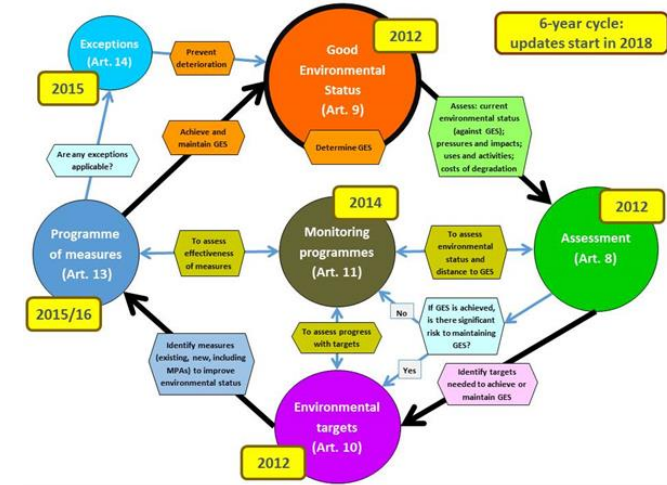 6-year cycle:
updates start in 2018
2012
Good
Environmental
Status
(Art. 9)
Determine GES
Exceptions
(Art. 14)
2015
Prevent
deterioration
Achieve and
maintain GES
Are any exceptions
applicable?
Assess: current
environmental status
(against GES);
pressures and impacts;
uses and activities;
costs of degradation
2012
Assessment
(Art. 8)
2014
Monitoring
programmes
(Art. 11)
Programme
of measures
(Art. 13)
2015/16
To assess
effectiveness
of measures
To assess
environmental
status and
distance to GES
If GES is achieved,
is there significant
risk to maintaining
GES?
No
Yes
To assess progress
with targets
Identify measures
(existing, new, including
MPAs) to improve
environmental status
Identify targets
needed to achieve or
maintain GES
Environmental
targets
(Art. 10)
2012